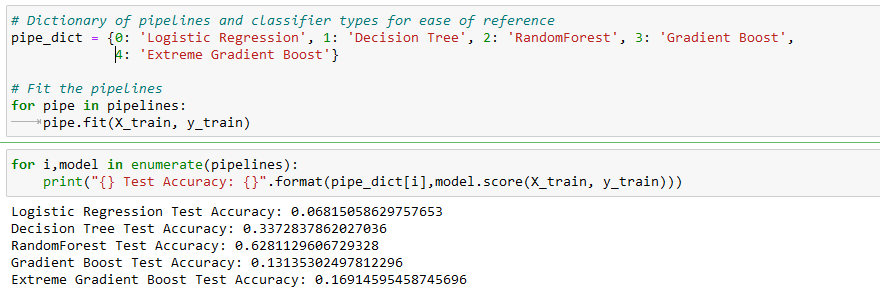 # Dictionary of pipelines and classifier types for ease of reference
pipe_dict = {0: 'Logistic Regression', 1: 'Decision Tree', 2: 'RandomForest', 3: 'Gradient Boost',
4: 'Extreme Gradient Boost'}
# Fit the pipelines
for pipe in pipelines:
pipe.fit(X_train, y_train)
for i,model in enumerate(pipelines):
print("{} Test Accuracy: {}".format(pipe_dict[i],model.score(X_train, y_train)))
Logistic Regression Test Accuracy: 0.06815058629757653
Decision Tree Test Accuracy: 0.3372837862027036
RandomForest Test Accuracy: 0.6281129606729328
Gradient Boost Test Accuracy: 0.13135302497812296
Extreme Gradient Boost Test Accuracy: 0.16914595458745696